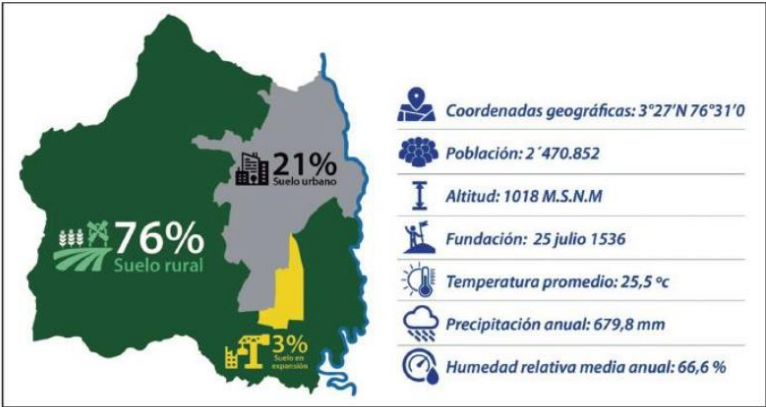 21%
Suelo urbano
76%
Suelo rural
3%
Suelo en
expansión
Coordenadas geográficas: 3°27′N 76°31′0
Población: 2´470.852
Altitud: 1018 M.S.N.M
Fundación: 25 julio 1536
Temperatura promedio: 25,5 ºc
Precipitación anual: 679,8 mm
Humedad relativa media anual: 66,6 %